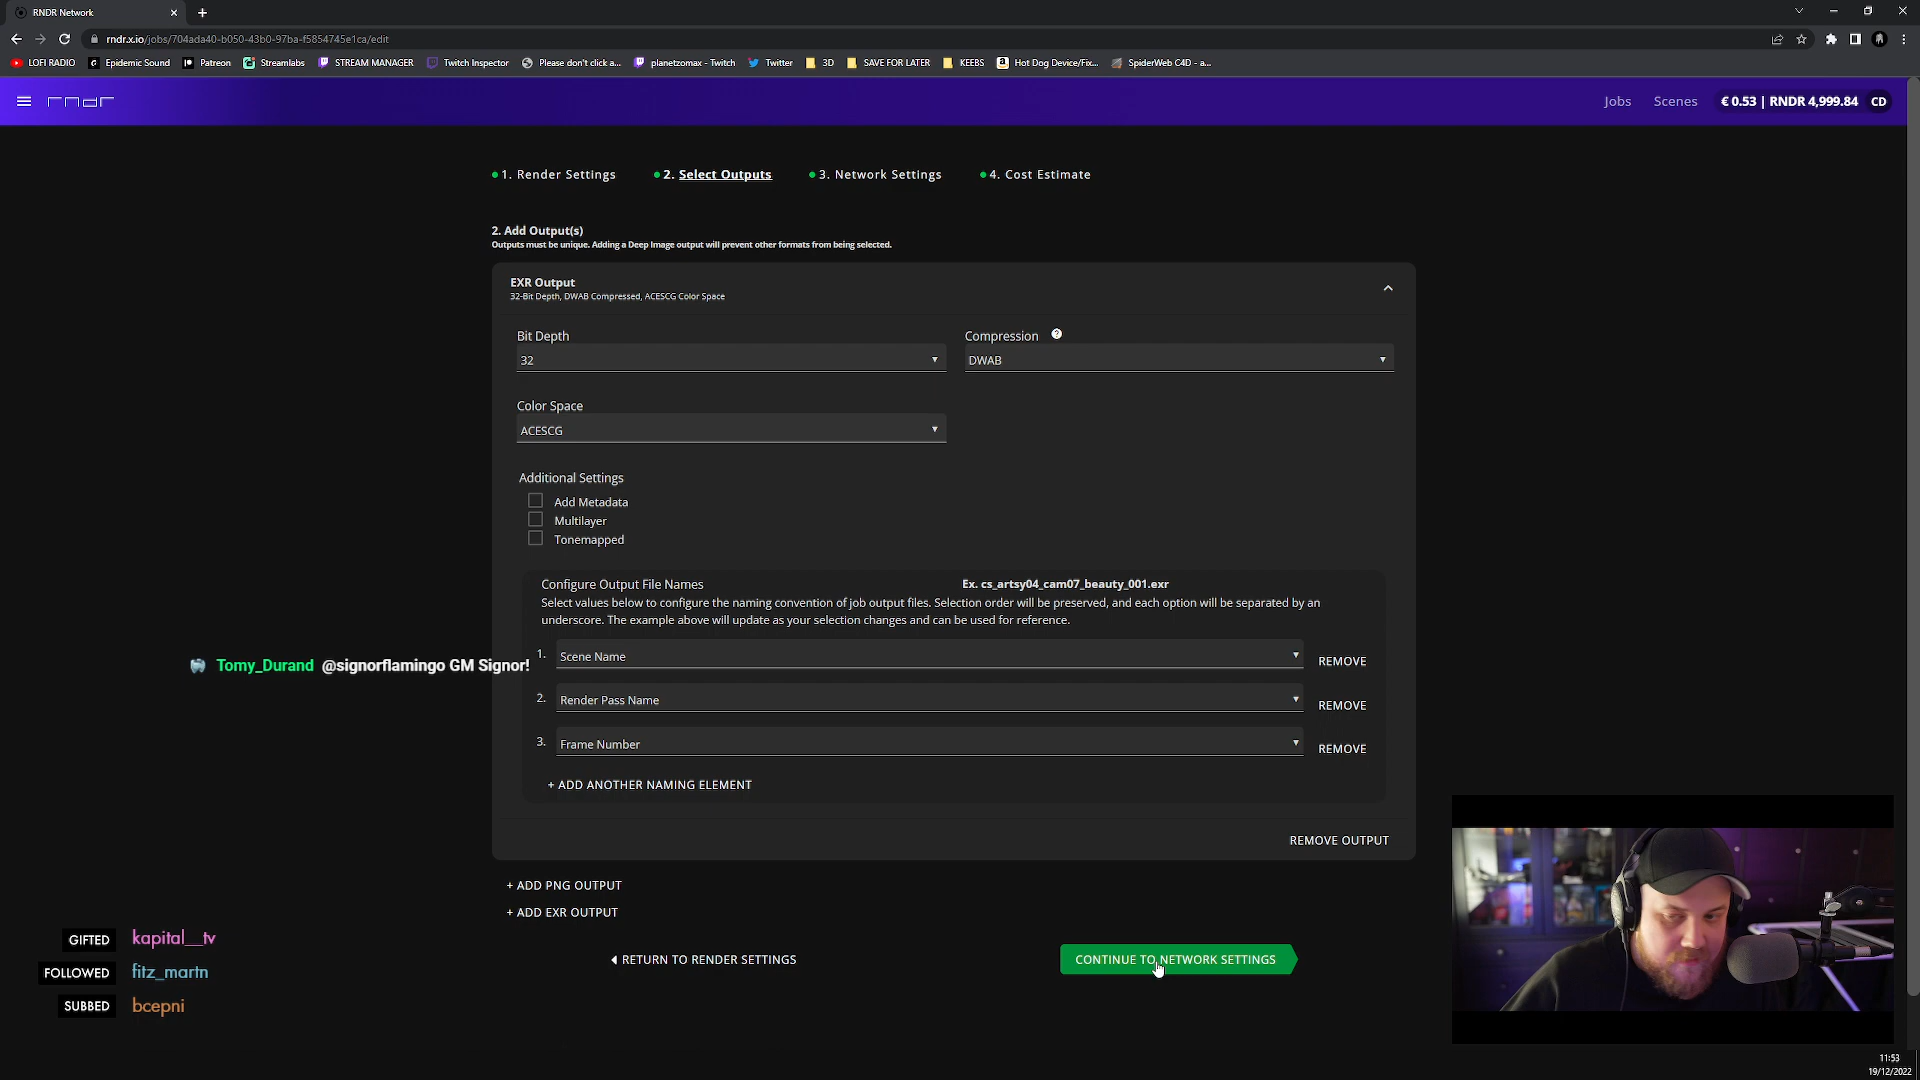 RNDR Network
rndr.x.io/jobs/704ada40-b050-43b0-97ba-f5854745e1ca/edit
LOFI RADIO
Epidemic Sound
Patreon
Streamlabs
STREAM MANAGER
Twitch Inspector
Please don't click a...
planetzomax - Twitch
Twitter
3D
SAVE FOR LATER
KEEBS
Hot Dog Device/Fix...
SpiderWeb C4D - a...
rndr
Jobs
Scenes
€ 0.53 | RNDR 4,999.84
CD
1. Render Settings
2. Select Outputs
3. Network Settings
4. Cost Estimate
2. Add Output(s)
Outputs must be unique. Adding a Deep Image output will prevent other formats from being selected.
EXR Output
32-Bit Depth, DWAB Compressed, ACESCG Color Space
Bit Depth
32
Compression ?
DWAB
Color Space
ACESCG
Additional Settings
Add Metadata
Multilayer
Tonemapped
Configure Output File Names
Ex. cs_artsy04_cam07_beauty_001.exr
Select values below to configure the naming convention of job output files. Selection order will be preserved, and each option will be separated by an
underscore. The example above will update as your selection changes and can be used for reference.
Tomy_Durand @signorflamingo GM Signor!
1. Scene Name
REMOVE
2. Render Pass Name
REMOVE
3. Frame Number
REMOVE
+ ADD ANOTHER NAMING ELEMENT
REMOVE OUTPUT
+ ADD PNG OUTPUT
+ ADD EXR OUTPUT
RETURN TO RENDER SETTINGS
CONTINUE TO NETWORK SETTINGS
GIFTED kapital__tv
FOLLOWED fitz_martn
SUBBED bcepni
11:53
19/12/2022